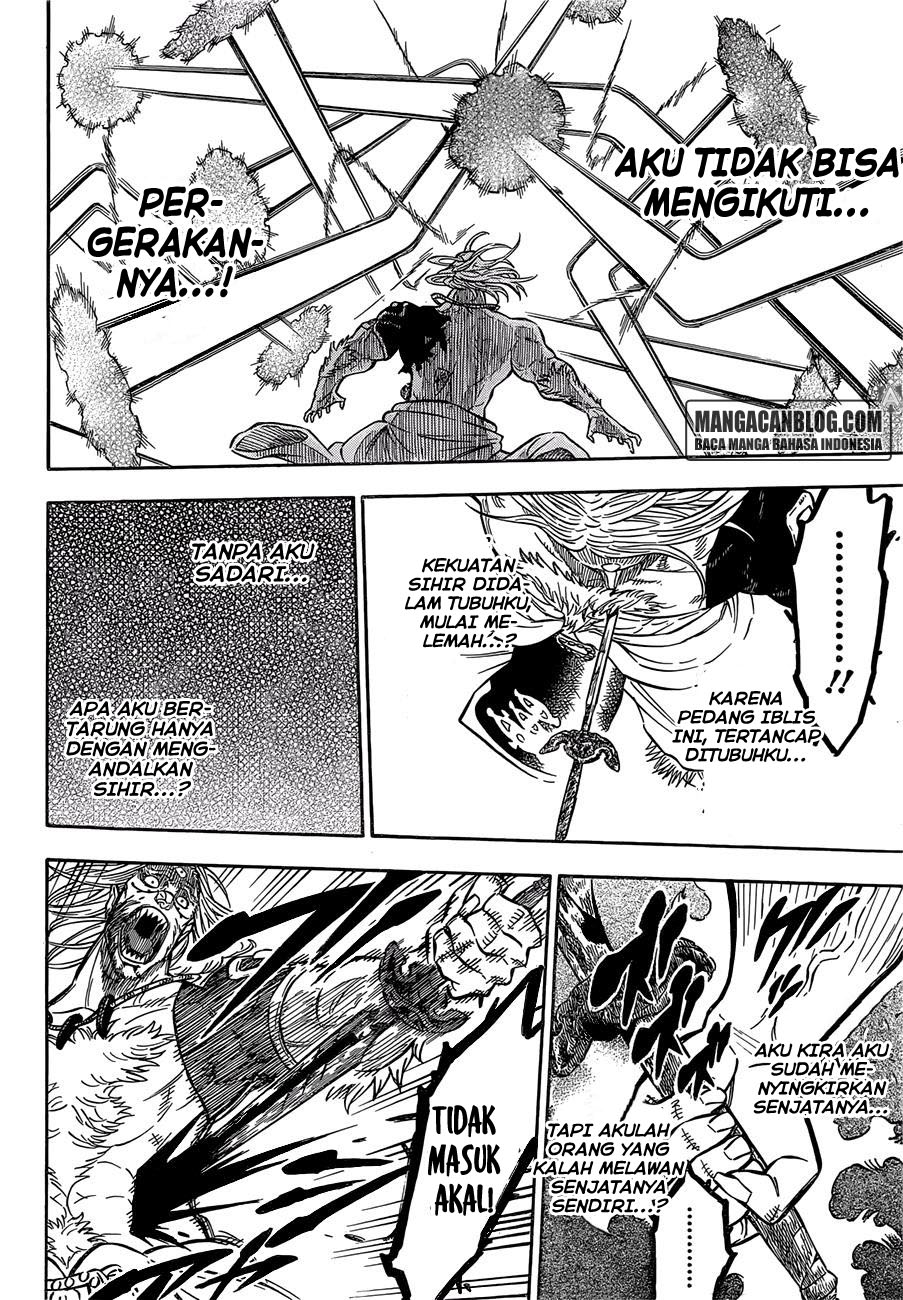 AKU TIDAK BISA
MENGIKUTI...
PER-
GERAKAN-
NYA...!
MANGACANBLOG.COM
BACA MANGA BAHASA INDONESIA
........!!
KEKUATAN
SIHIR DIDA
LAM TUBUHKU,
MULAI ME-
LEMAH...?
KARENA
PEDANG IBLIS
INI, TERTANCAP
DITUBUHKU...
TANPA AKU
SADARI...
APA AKU BER-
TARUNG HANYA
DENGAN MENG-
ANDALKAN
SIHIR...?
AKU KIRA AKU
SUDAH ME-
NYINGKIRKAN
SENJATANYA...
TAPI AKULAH
ORANG YANG
KALAH MELAWAN
SENJATANYA
SENDIRI...?
......
TIDAK
MASUK
AKAL!